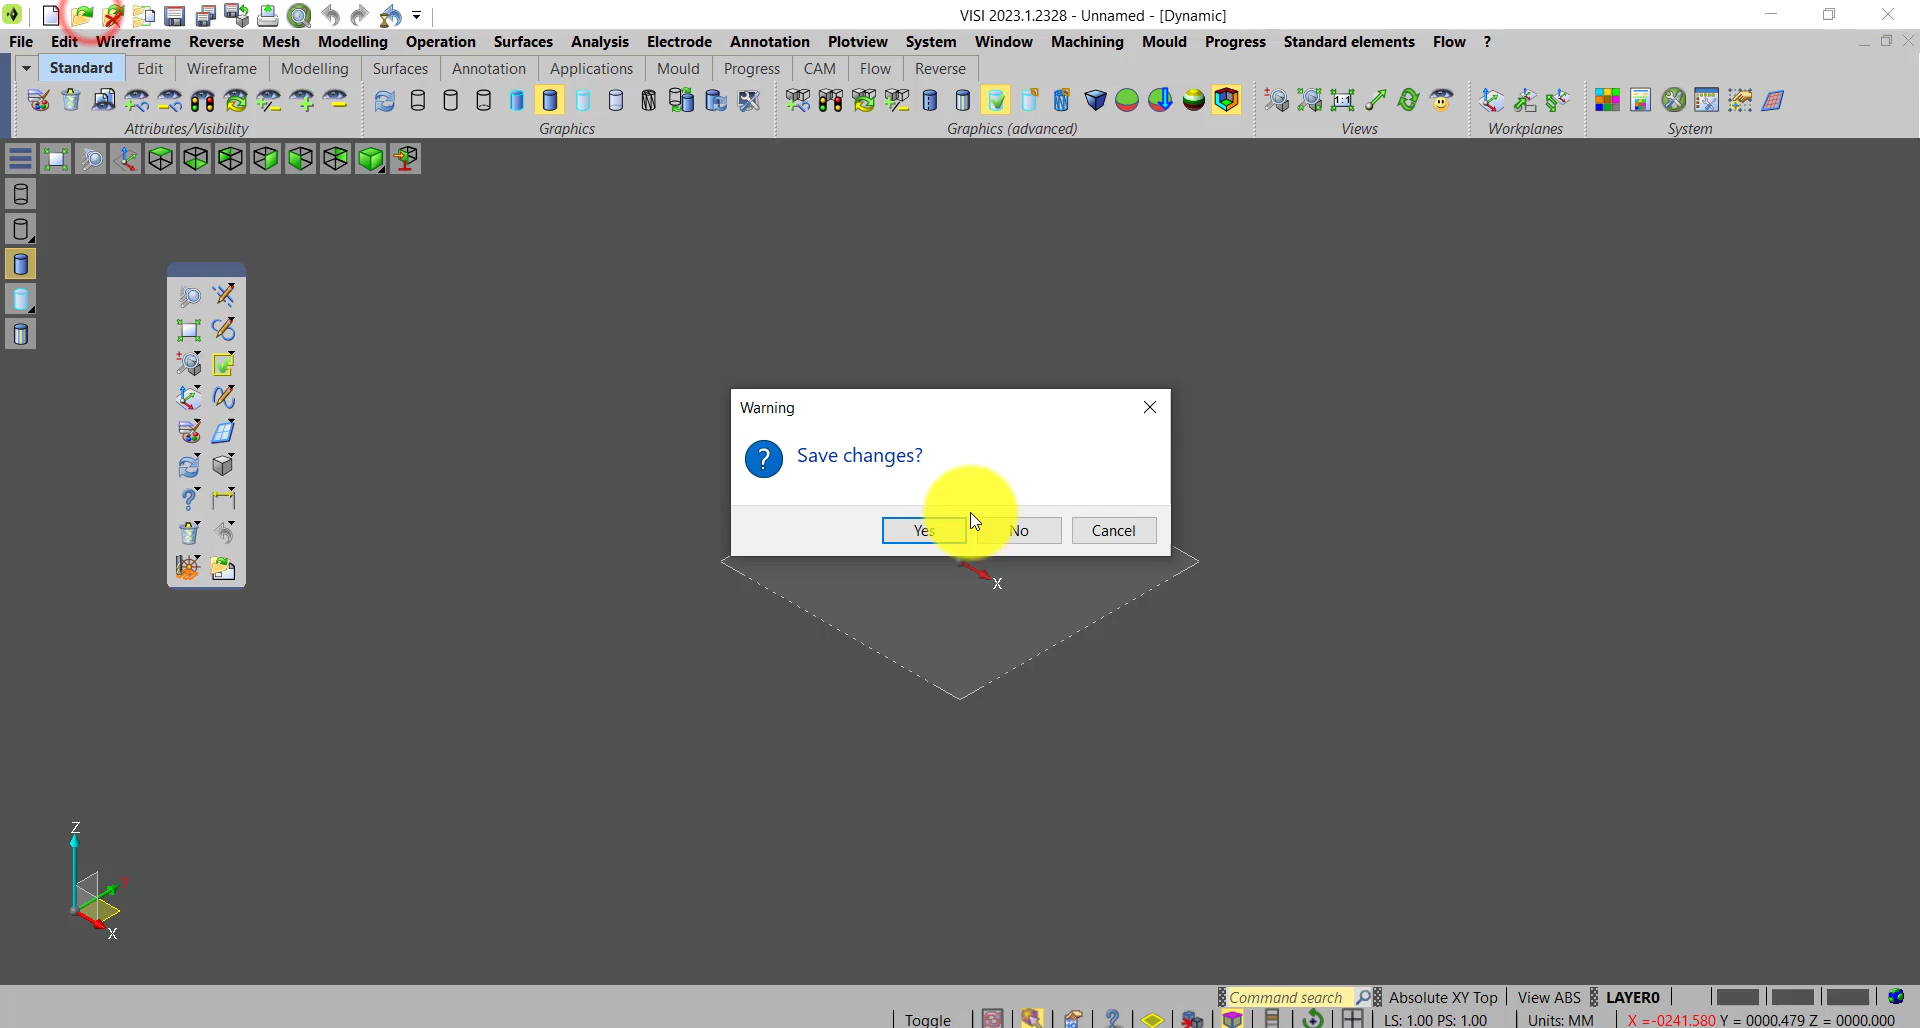 VISI 2023.1.2328 - Unnamed - [Dynamic]
File Edit Wireframe Reverse Mesh Modelling Operation Surfaces Analysis Electrode Annotation Plotview System Window Machining Mould Progress Standard elements Flow ?
Standard Edit Wireframe Modelling Surfaces Annotation Applications Mould Progress CAM Flow Reverse
1:1
Attributes/Visibility Graphics Graphics (advanced) Views Workplanes System
Warning
? Save changes?
Yes No Cancel
X
Z
Y
X
Command search Absolute XY Top View ABS LAYER0
Toggle LS: 1.00 PS: 1.00 Units: MM X =-0241.580 Y = 0000.479 Z = 0000.000